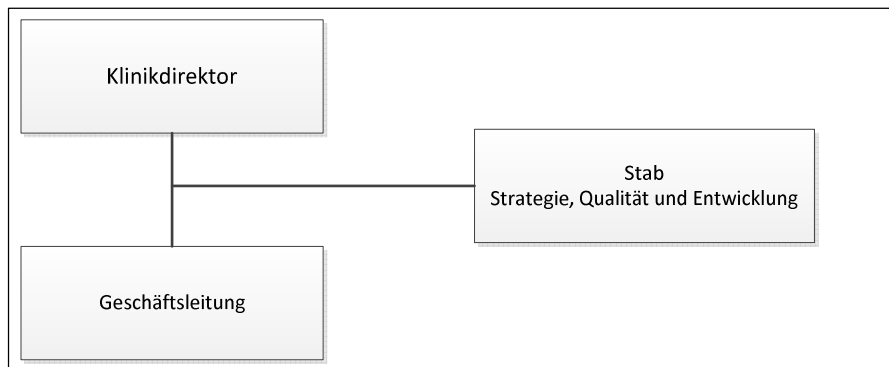 Klinikdirektor
Stab
Strategie, Qualität und Entwicklung
Geschäftsleitung